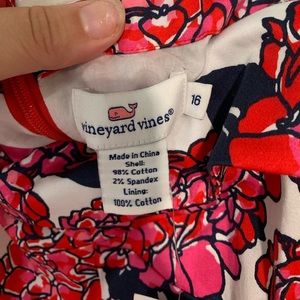 vineyard vines®
16
Made in China
Shell:
98% Cotton
2% Spandex
Lining:
100% Cotton